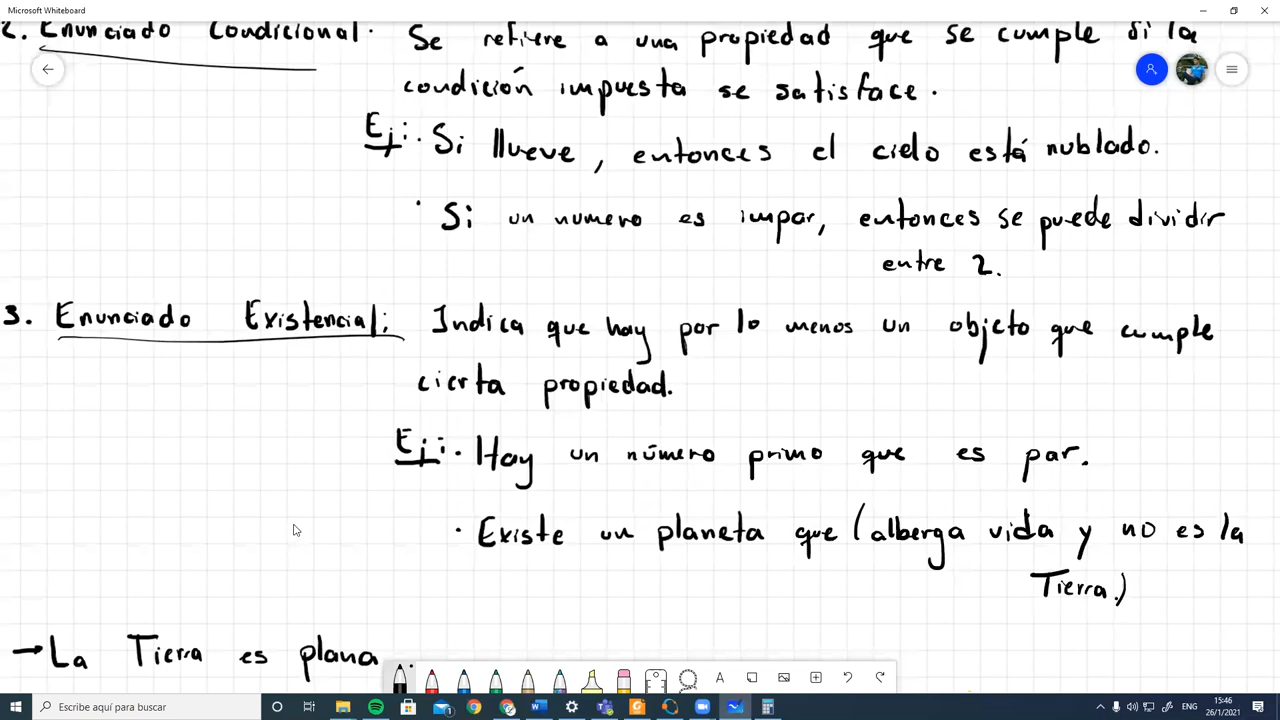 Microsoft Whiteboard
2. Enunciado Condicional. Se refiere a una propiedad que se cumple si la
condición impuesta se satisface.
Ej: · Si llueve, entonces el cielo está nublado.
· Si un numero es impar, entonces se puede dividir
entre 2.
3. Enunciado Existencial: Indica que hay por lo menos un objeto que cumple
cierta propiedad.
Ej: · Hay un número primo que es par.
· Existe un planeta que (alberga vida y no es la
Tierra.)
→ La Tierra es plana
Escribe aquí para buscar
ENG
15:46
26/1/2021